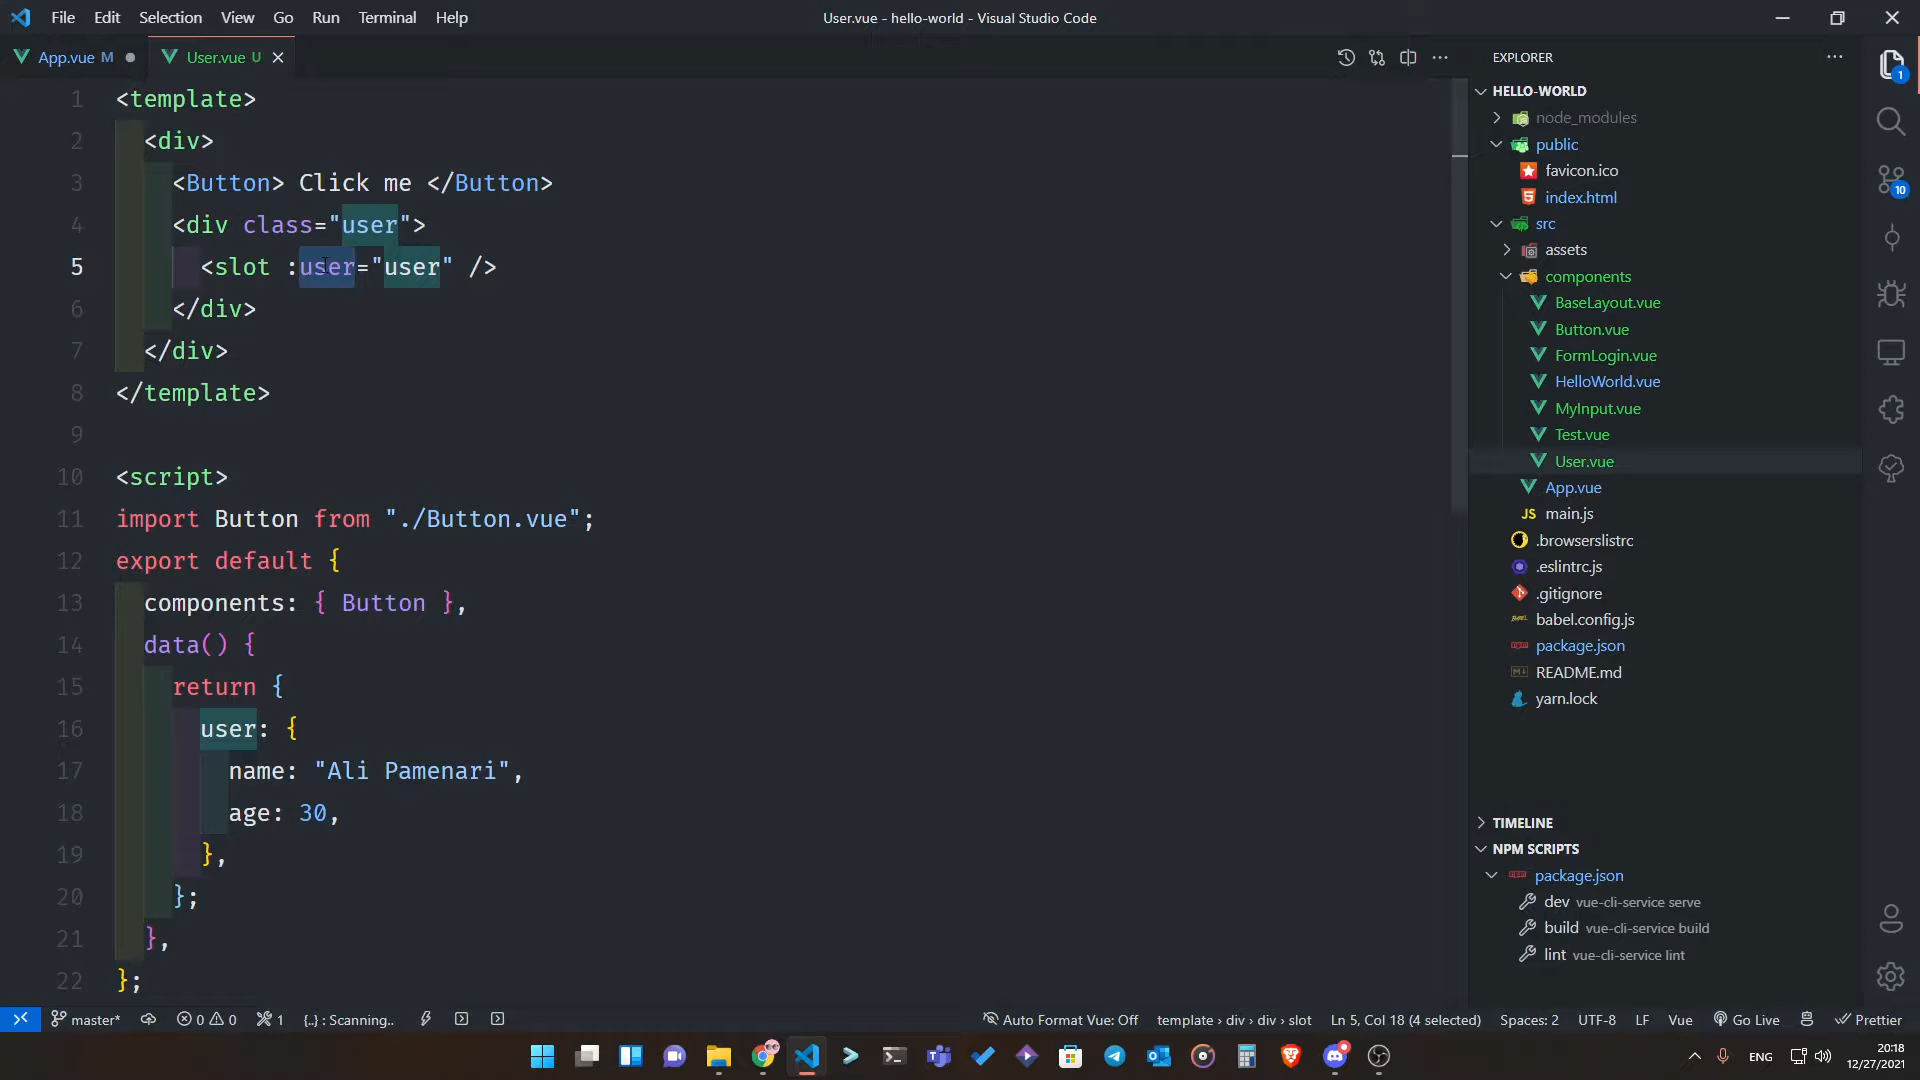 File Edit Selection View Go Run Terminal Help
User.vue - hello-world - Visual Studio Code
App.vue M
User.vue U
1 <template>
2 <div>
3 <Button> Click me </Button>
4 <div class="user">
5 <slot :user="user" />
6 </div>
7 </div>
8 </template>
9
10 <script>
11 import Button from "./Button.vue";
12 export default {
13 components: { Button },
14 data() {
15 return {
16 user: {
17 name: "Ali Pamenari",
18 age: 30,
19 },
20 };
21 },
22 };
EXPLORER
HELLO-WORLD
node_modules
public
favicon.ico
index.html
src
assets
components
BaseLayout.vue
Button.vue
FormLogin.vue
HelloWorld.vue
MyInput.vue
Test.vue
User.vue
App.vue
JS main.js
.browserslistrc
.eslintrc.js
.gitignore
babel.config.js
package.json
README.md
yarn.lock
TIMELINE
NPM SCRIPTS
package.json
dev vue-cli-service serve
build vue-cli-service build
lint vue-cli-service lint
1
10
master* 0 0 1 {..} : Scanning..
Auto Format Vue: Off template › div › div › slot Ln 5, Col 18 (4 selected) Spaces: 2 UTF-8 LF Vue Go Live Prettier
ENG
20:18
12/27/2021